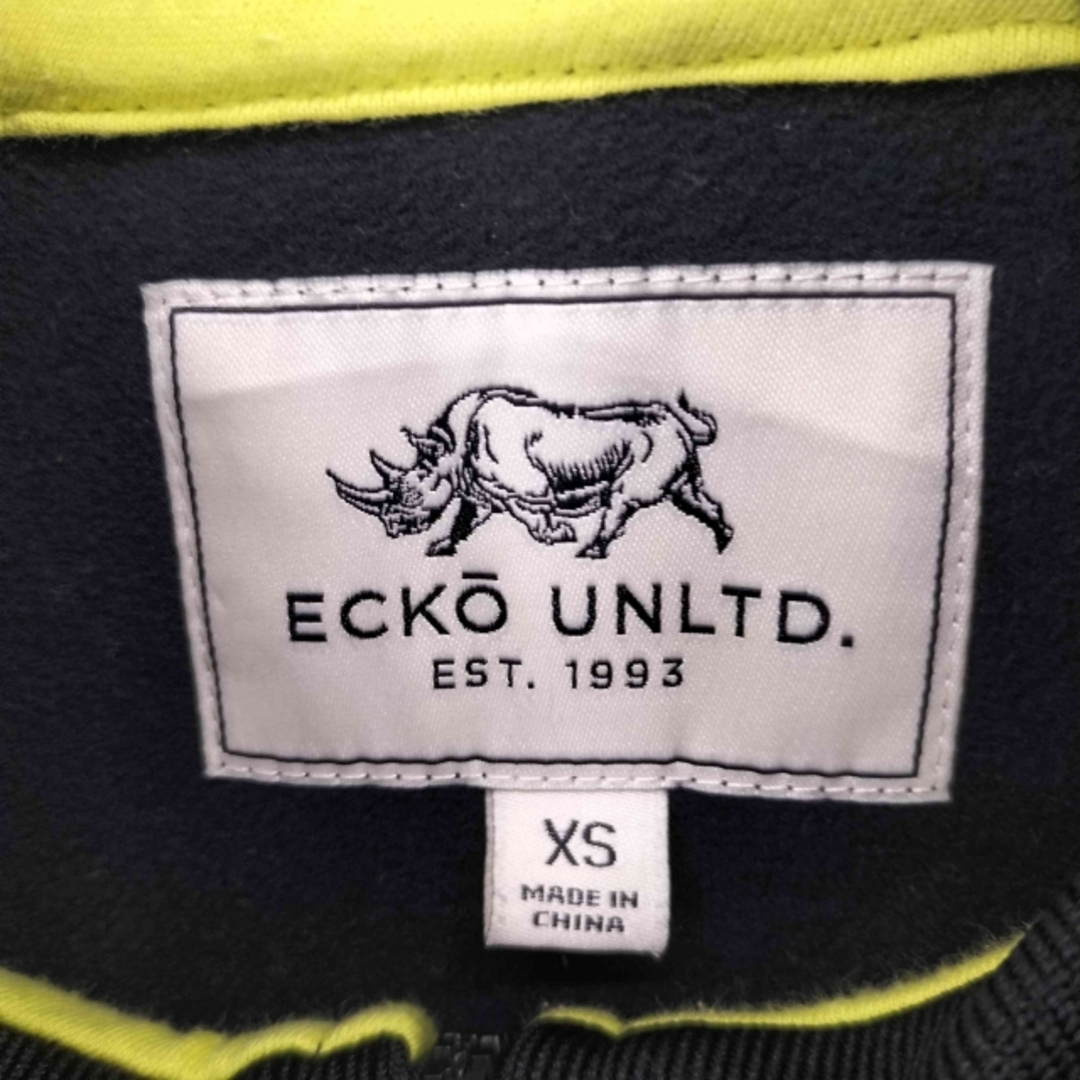 ECKŌ UNLTD.
EST. 1993
XS
MADE IN
CHINA